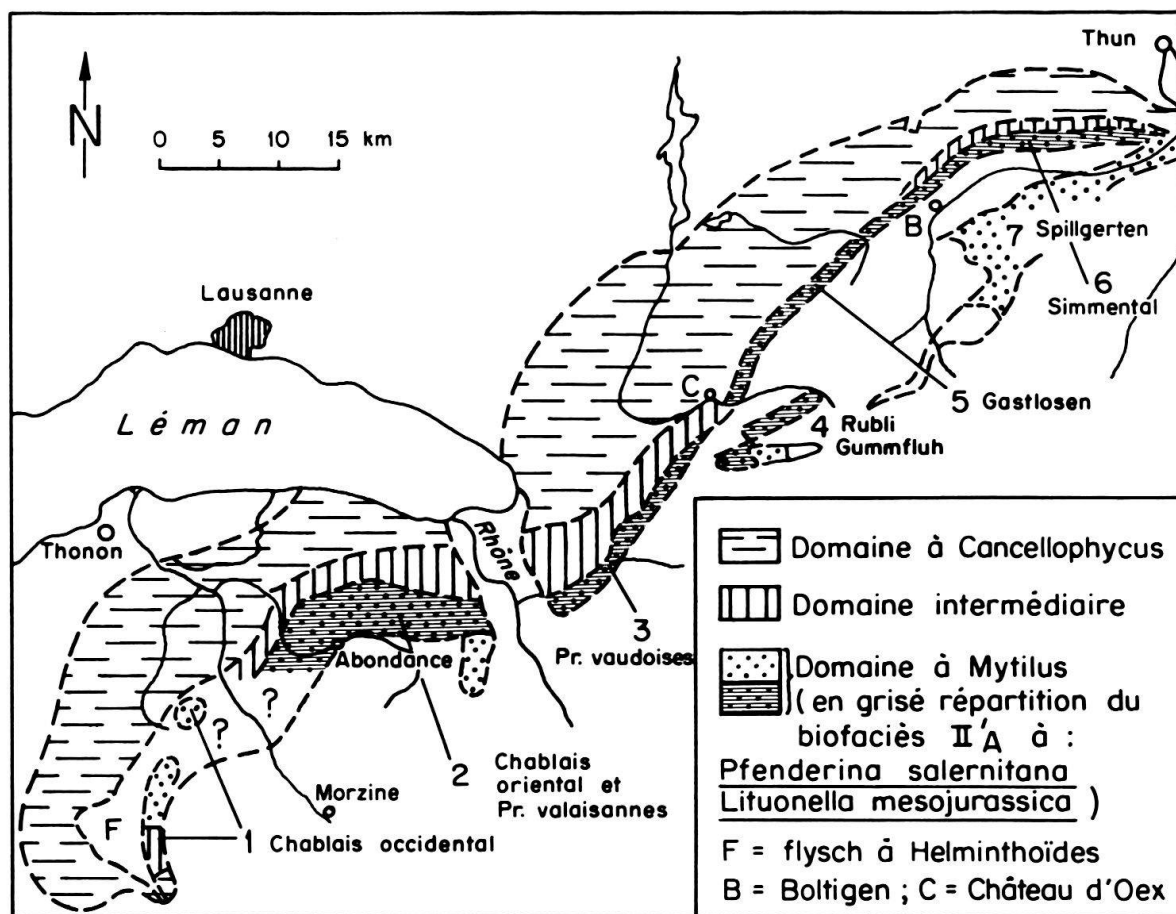 Thun
N
0 5 10 15 km
B
7 Spillgerten
Lausanne
6
Simmental
C
5 Gastlosen
Léman
4 Rubli
Gummfluh
Rhône
Thonon
3
Pr. vaudoises
Abondance
?
?
2 Chablais
oriental et
Pr. valaisannes
Morzine
F
1 Chablais occidental
Domaine à Cancellophycus
Domaine intermédiaire
Domaine à Mytilus
(en grisé répartition du
biofaciès II'A à :
Pfenderina salernitana
Lituonella mesojurassica )
F = flysch à Helminthoïdes
B = Boltigen ; C = Château d'Oex